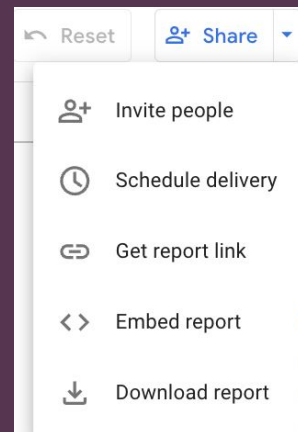 Reset
Share
Invite people
Schedule delivery
Get report link
Embed report
Download report